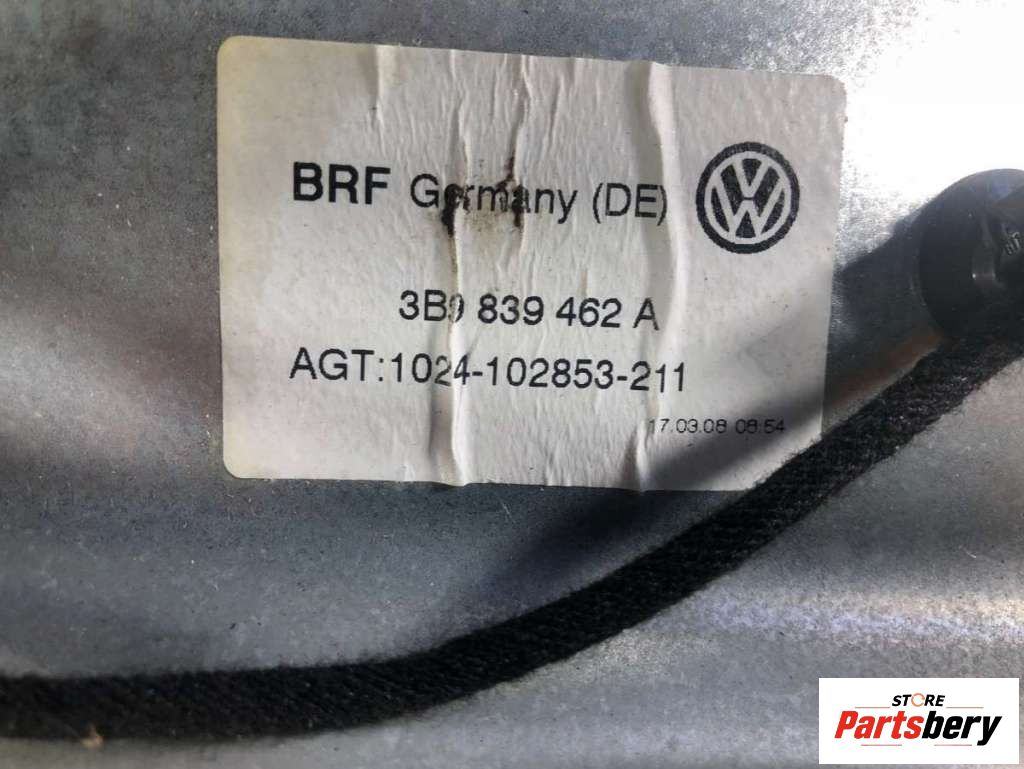 BRF Germany (DE)
3B9 839 462 A
AGT:1024-102853-211
17.03.08 08:54
STORE
Partsbery